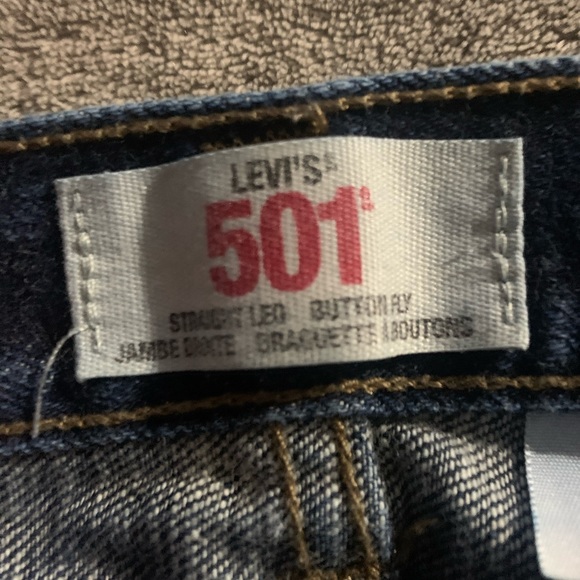 LEVI'S®
501®
STRAIGHT LEG BUTTON FLY
JAMBE DROITE BRAGUETTE À BOUTONS